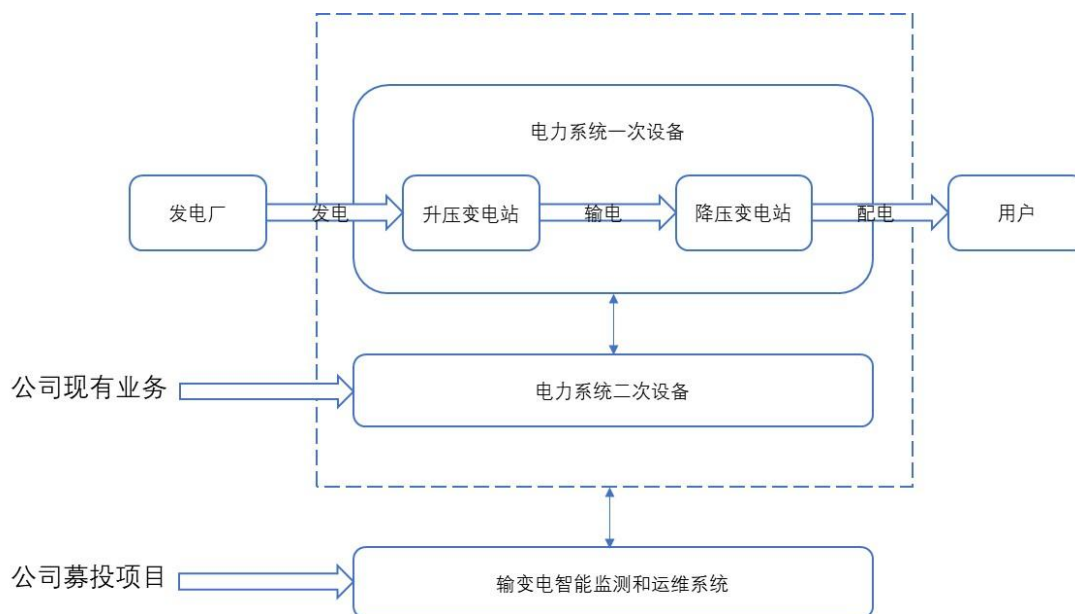 电力系统一次设备
发电厂
发电
升压变电站
输电
降压变电站
配电
用户
公司现有业务
电力系统二次设备
公司募投项目
输变电智能监测和运维系统